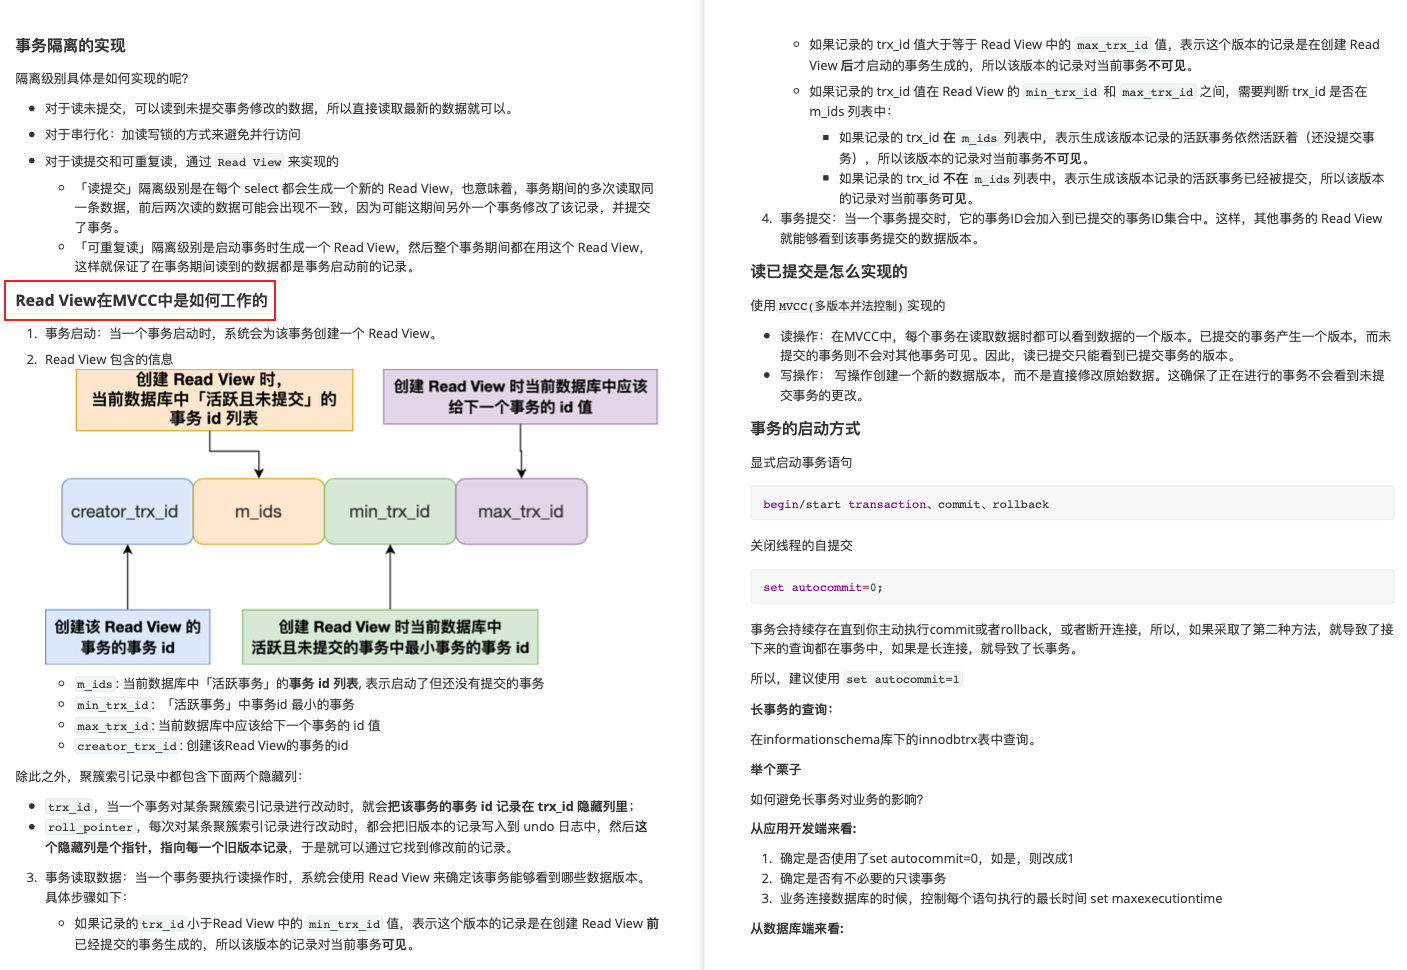 事务隔离的实现
隔离级别具体是如何实现的呢?
对于读未提交，可以读到未提交事务修改的数据，所以直接读取最新的数据就可以。
对于串行化：加读写锁的方式来避免并行访问
对于读提交和可重复读，通过 Read View 来实现的
「读提交」隔离级别是在每个 select 都会生成一个新的 Read View，也意味着，事务期间的多次读取同
一条数据，前后两次读的数据可能会出现不一致，因为可能这期间另外一个事务修改了该记录，并提交
了事务。
「可重复读」隔离级别是启动事务时生成一个 Read View，然后整个事务期间都在用这个 Read View，
这样就保证了在事务期间读到的数据都是事务启动前的记录。
Read View在MVCC中是如何工作的
1. 事务启动：当一个事务启动时，系统会为该事务创建一个 Read View。
2. Read View 包含的信息
创建 Read View 时，
当前数据库中「活跃且未提交」的
事务 id 列表
创建 Read View 时当前数据库中应该
给下一个事务的 id 值
creator_trx_id
m_ids
min_trx_id
max_trx_id
创建该 Read View 的
事务的事务 id
创建 Read View 时当前数据库中
活跃且未提交的事务中最小事务的事务 id
m_ids: 当前数据库中「活跃事务」的事务 id 列表, 表示启动了但还没有提交的事务
min_trx_id: 「活跃事务」中事务id 最小的事务
max_trx_id: 当前数据库中应该给下一个事务的 id 值
creator_trx_id: 创建该Read View的事务的id
除此之外，聚簇索引记录中都包含下面两个隐藏列：
trx_id，当一个事务对某条聚簇索引记录进行改动时，就会把该事务的事务 id 记录在 trx_id 隐藏列里；
roll_pointer，每次对某条聚簇索引记录进行改动时，都会把旧版本的记录写入到 undo 日志中，然后这
个隐藏列是个指针，指向每一个旧版本记录，于是就可以通过它找到修改前的记录。
3. 事务读取数据：当一个事务要执行读操作时，系统会使用 Read View 来确定该事务能够看到哪些数据版本。
具体步骤如下：
如果记录的 trx_id 小于Read View 中的 min_trx_id 值，表示这个版本的记录是在创建 Read View 前
已经提交的事务生成的，所以该版本的记录对当前事务可见。
如果记录的 trx_id 值大于等于 Read View 中的 max_trx_id 值，表示这个版本的记录是在创建 Read
View 后才启动的事务生成的，所以该版本的记录对当前事务不可见。
如果记录的 trx_id 值在 Read View 的 min_trx_id 和 max_trx_id 之间，需要判断 trx_id 是否在
m_ids 列表中：
如果记录的 trx_id 在 m_ids 列表中，表示生成该版本记录的活跃事务依然活跃着（还没提交事
务），所以该版本的记录对当前事务不可见。
如果记录的 trx_id 不在 m_ids列表中，表示生成该版本记录的活跃事务已经被提交，所以该版本
的记录对当前事务可见。
4. 事务提交：当一个事务提交时，它的事务ID会加入到已提交的事务ID集合中。这样，其他事务的 Read View
就能够看到该事务提交的数据版本。
读已提交是怎么实现的
使用 MVCC(多版本并法控制) 实现的
读操作：在MVCC中，每个事务在读取数据时都可以看到数据的一个版本。已提交的事务产生一个版本，而未
提交的事务则不会对其他事务可见。因此，读已提交只能看到已提交事务的版本。
写操作： 写操作创建一个新的数据版本，而不是直接修改原始数据。这确保了正在进行的事务不会看到未提
交事务的更改。
事务的启动方式
显式启动事务语句
begin/start transaction、commit、rollback
关闭线程的自提交
set autocommit=0;
事务会持续存在直到你主动执行commit或者rollback，或者断开连接，所以，如果采取了第二种方法，就导致了接
下来的查询都在事务中，如果是长连接，就导致了长事务。
所以，建议使用 set autocommit=1
长事务的查询：
在informationschema库下的innodbtrx表中查询。
举个栗子
如何避免长事务对业务的影响?
从应用开发端来看:
1. 确定是否使用了set autocommit=0，如是，则改成1
2. 确定是否有不必要的只读事务
3. 业务连接数据库的时候，控制每个语句执行的最长时间 set maxexecutiontime
从数据库端来看: